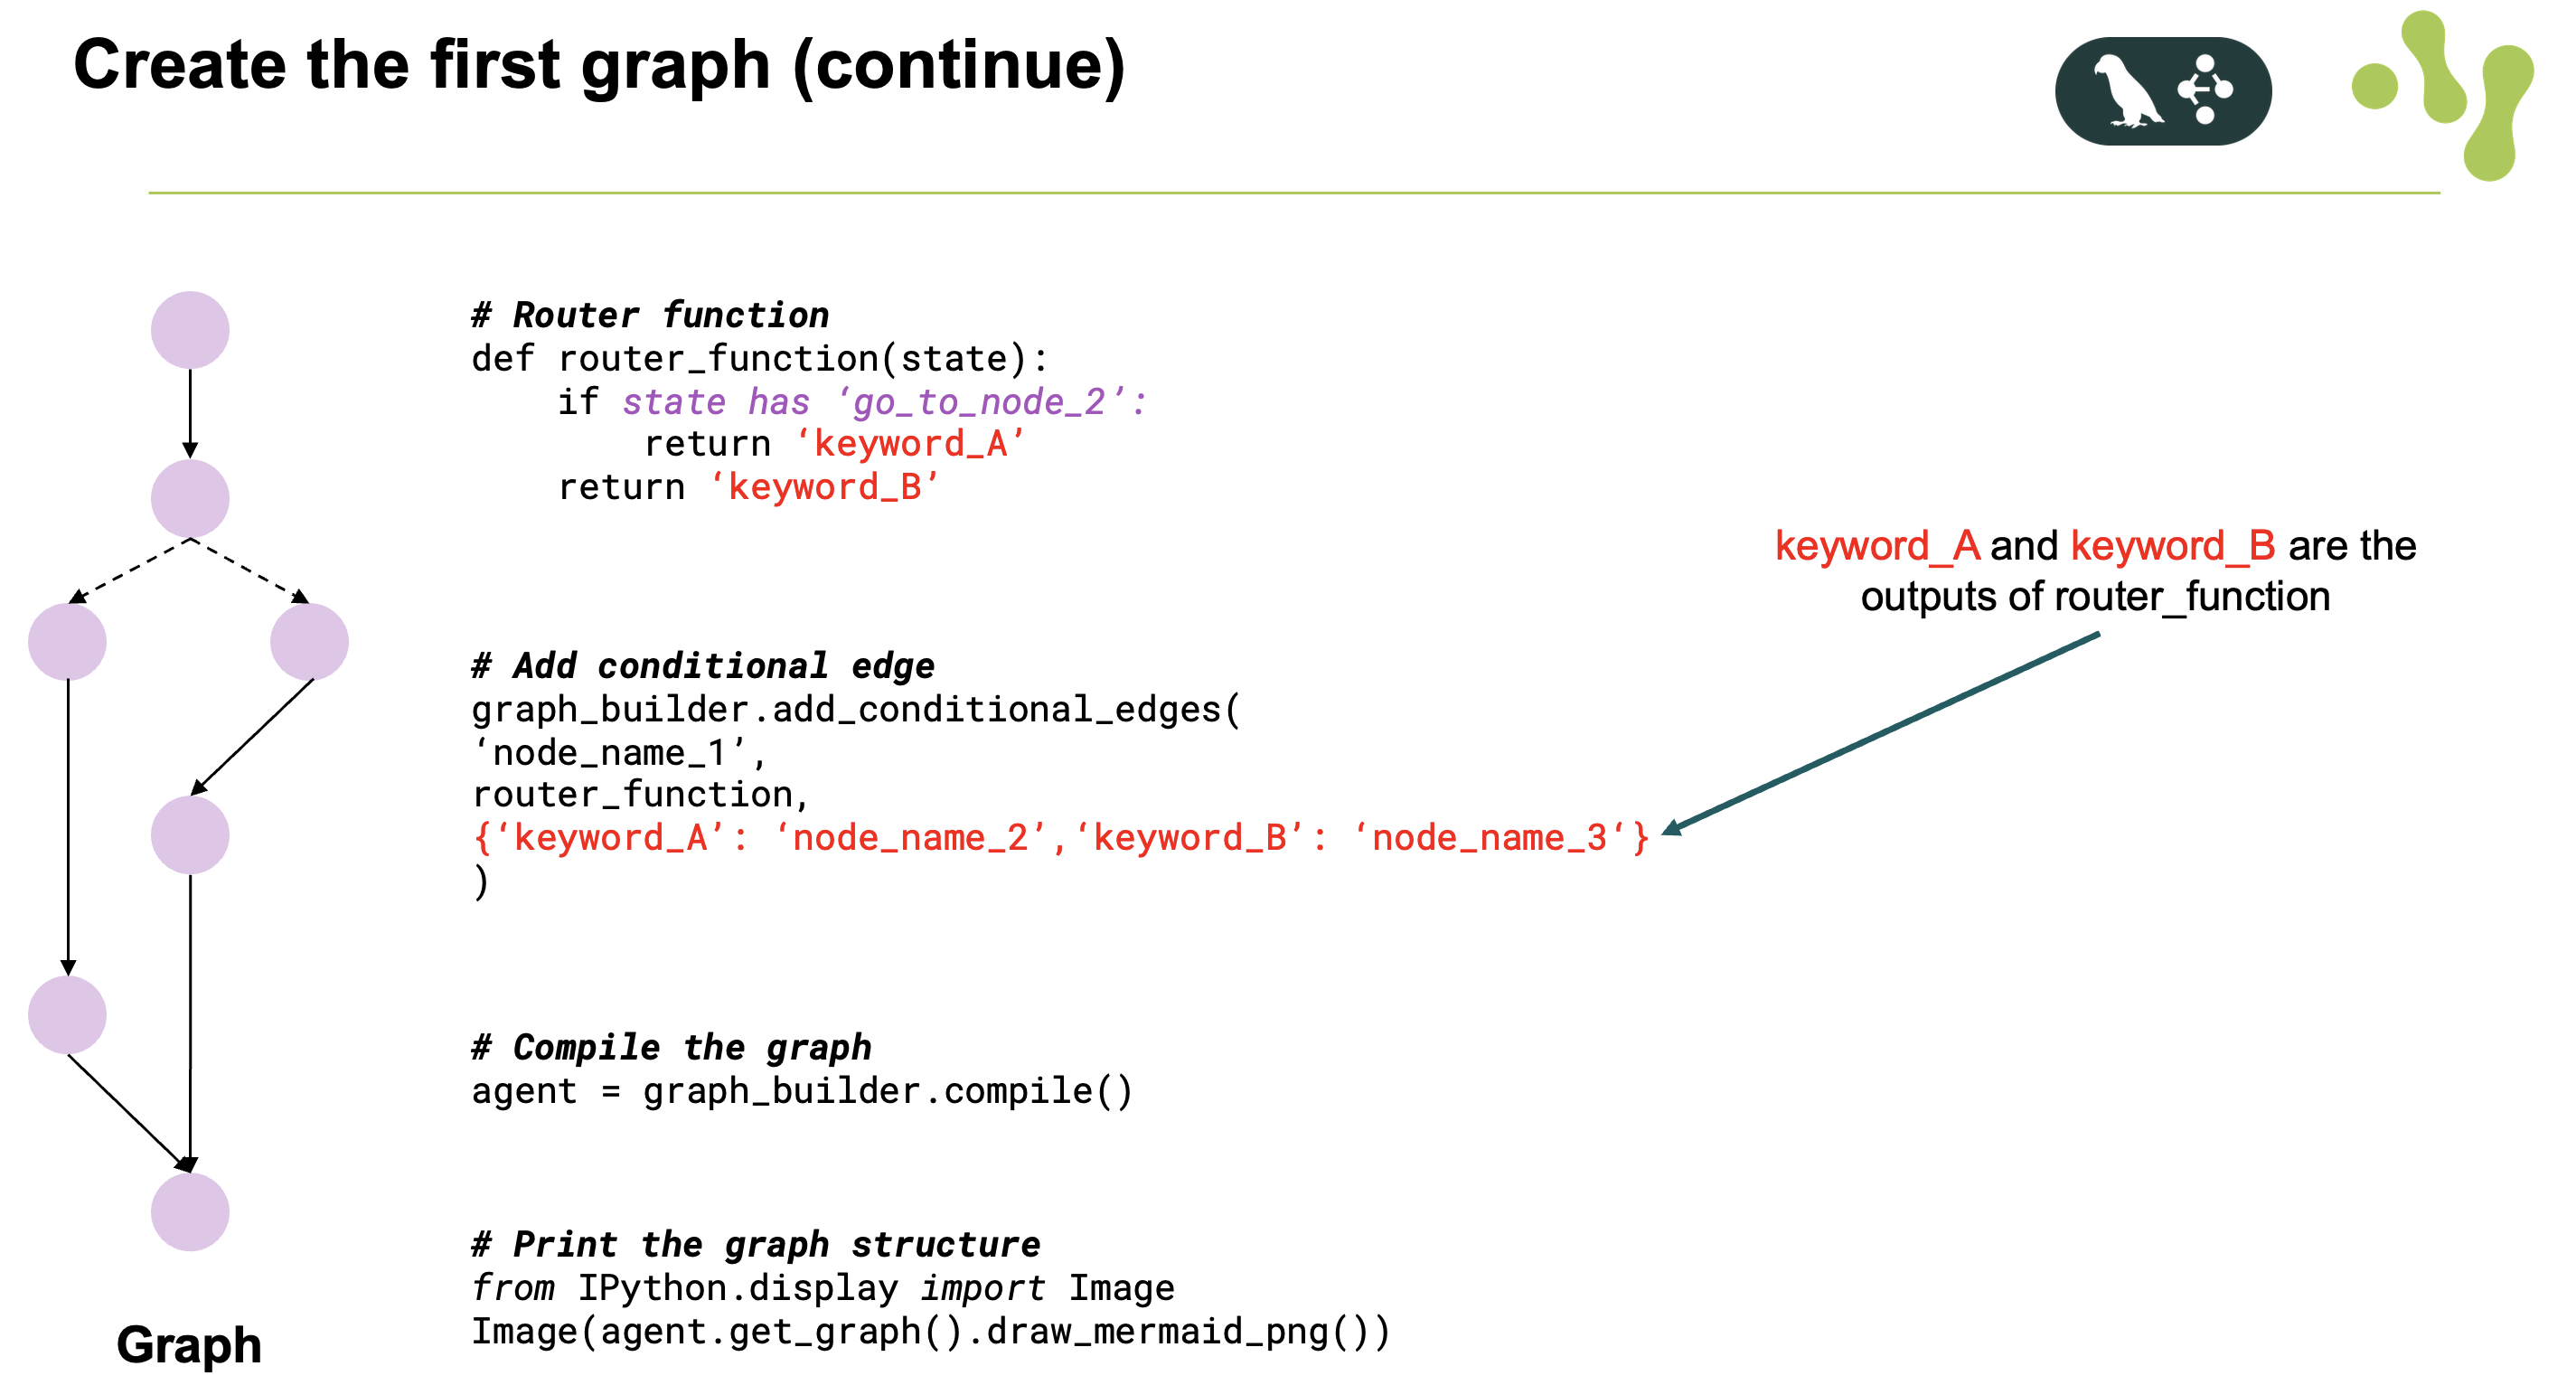 Create the first graph (continue)
# Router function
def router_function(state):
    if state has ‘go_to_node_2’:
        return ‘keyword_A’
    return ‘keyword_B’
keyword_A and keyword_B are the
outputs of router_function
# Add conditional edge
graph_builder.add_conditional_edges(
‘node_name_1’,
router_function,
{‘keyword_A’: ‘node_name_2’,‘keyword_B’: ‘node_name_3‘}
)
# Compile the graph
agent = graph_builder.compile()
# Print the graph structure
from IPython.display import Image
Image(agent.get_graph().draw_mermaid_png())
Graph